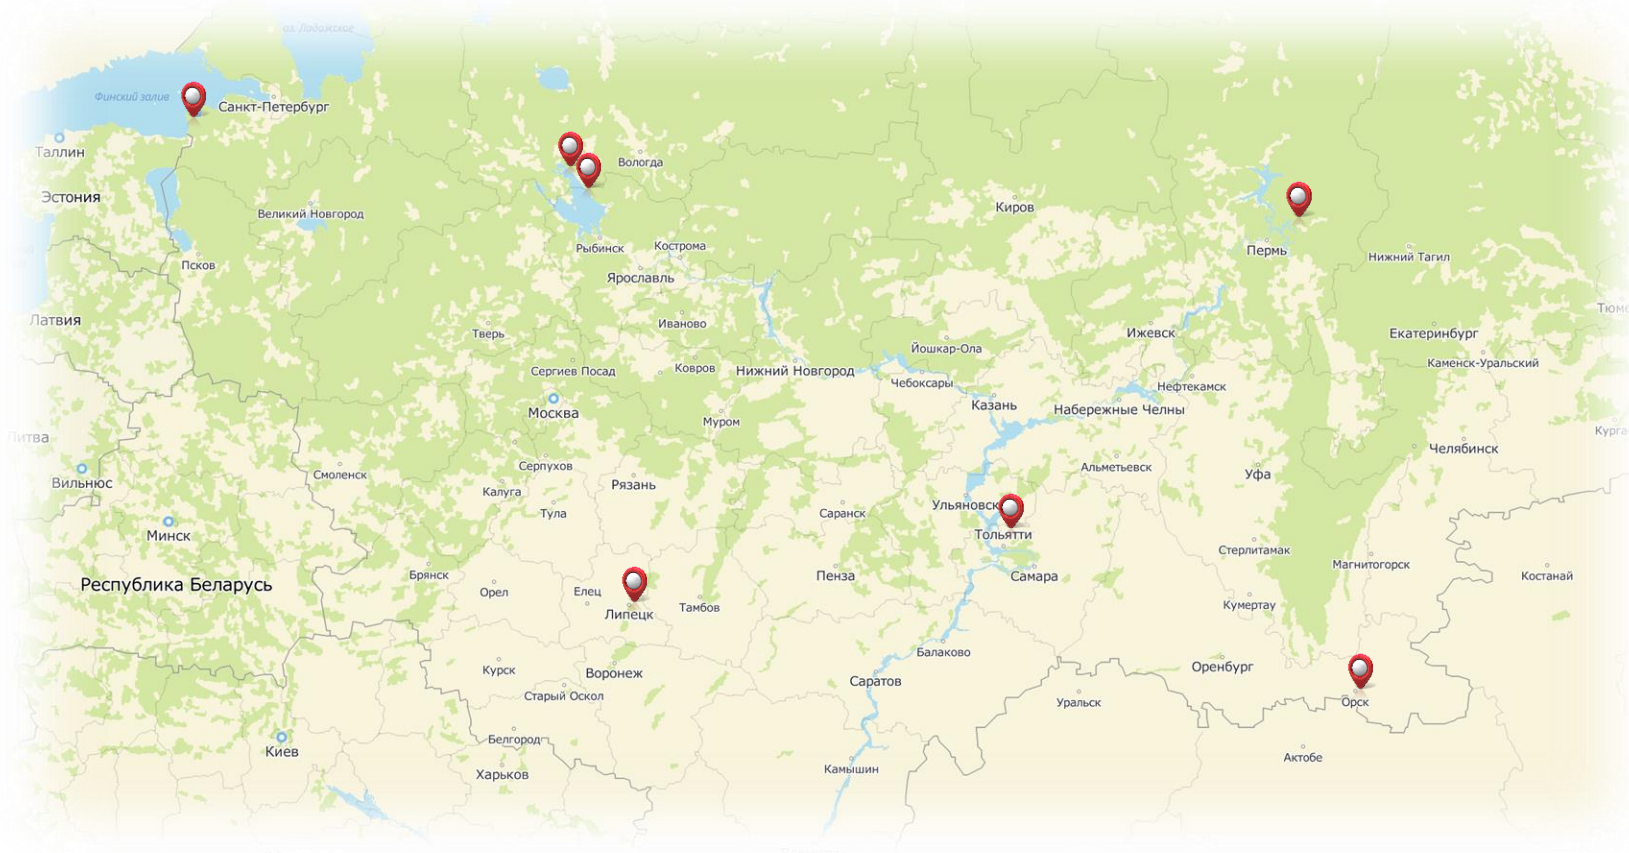 оз. Ладожское
Финский залив
Санкт-Петербург
Таллин
Вологда
Эстония
Великий Новгород
Киров
Рыбинск
Кострома
Пермь
Нижний Тагил
Псков
Ярославль
Латвия
Иваново
Тверь
Ижевск
Екатеринбург
Йошкар-Ола
Сергиев Посад
Ковров
Нижний Новгород
Каменск-Уральский
Чебоксары
Нефтекамск
Москва
Казань
Набережные Челны
Муром
Литва
Курга
Тюме
Челябинск
Серпухов
Альметьевск
Смоленск
Уфа
Вильнюс
Рязань
Калуга
Ульяновск
Тула
Саранск
Минск
Тольятти
Стерлитамак
Магнитогорск
Брянск
Пенза
Самара
Костанай
Республика Беларусь
Орел
Елец
Липецк
Тамбов
Кумертау
Балаково
Курск
Воронеж
Оренбург
Саратов
Старый Оскол
Уральск
Орск
Белгород
Киев
Актобе
Харьков
Камышин